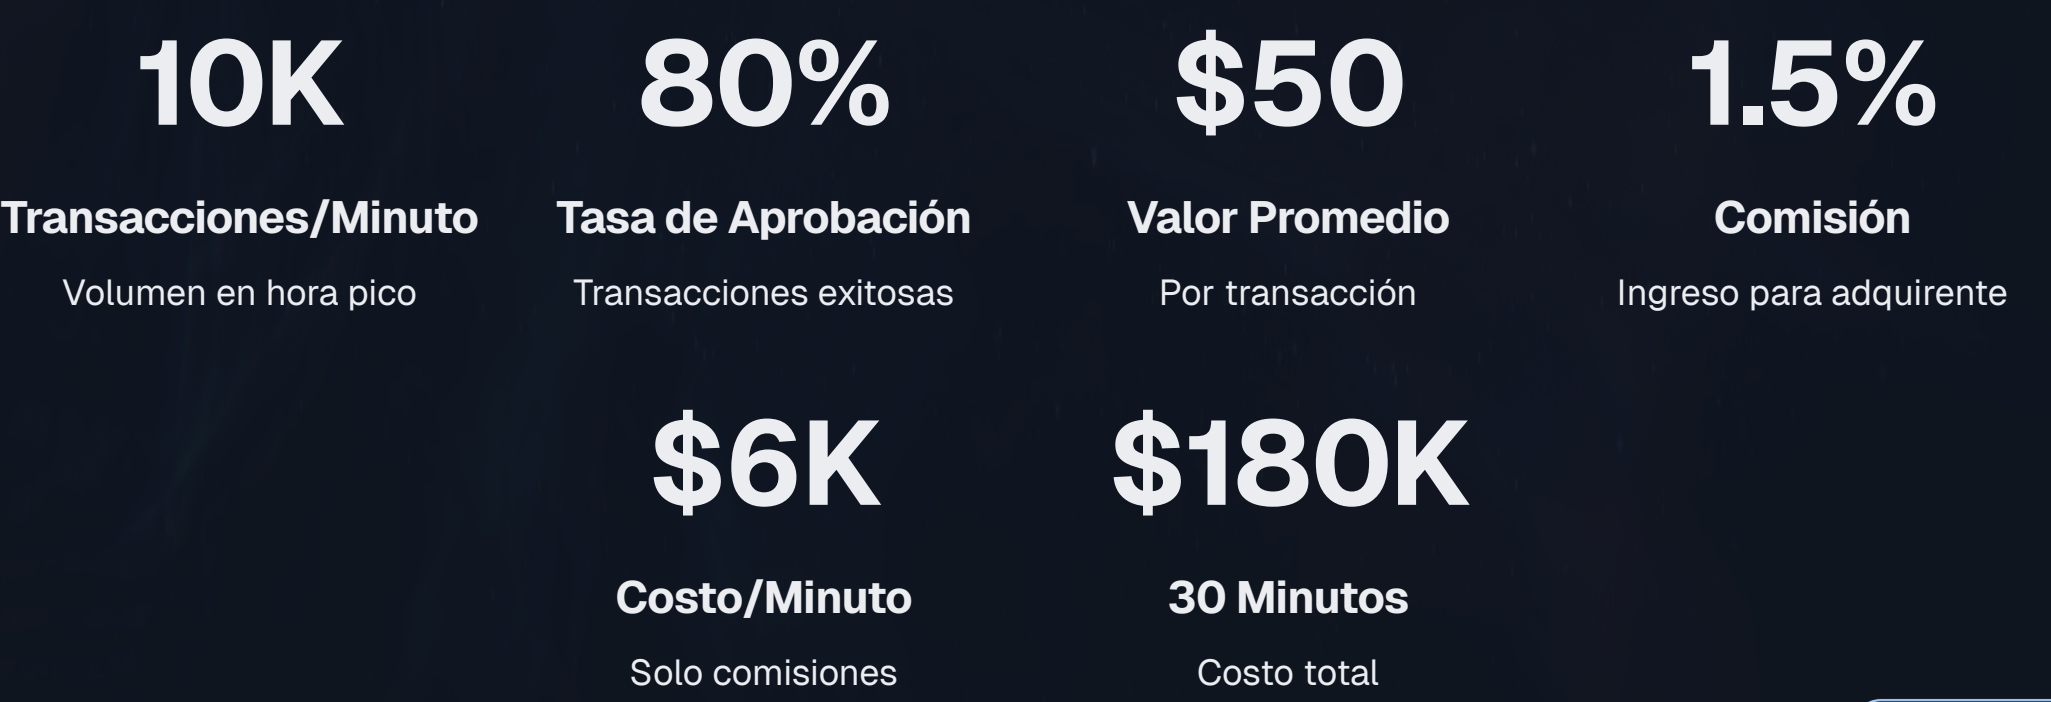 10K
Transacciones/Minuto
Volumen en hora pico
80%
Tasa de Aprobación
Transacciones exitosas
$50
Valor Promedio
Por transacción
1.5%
Comisión
Ingreso para adquirente
$6K
Costo/Minuto
Solo comisiones
$180K
30 Minutos
Costo total